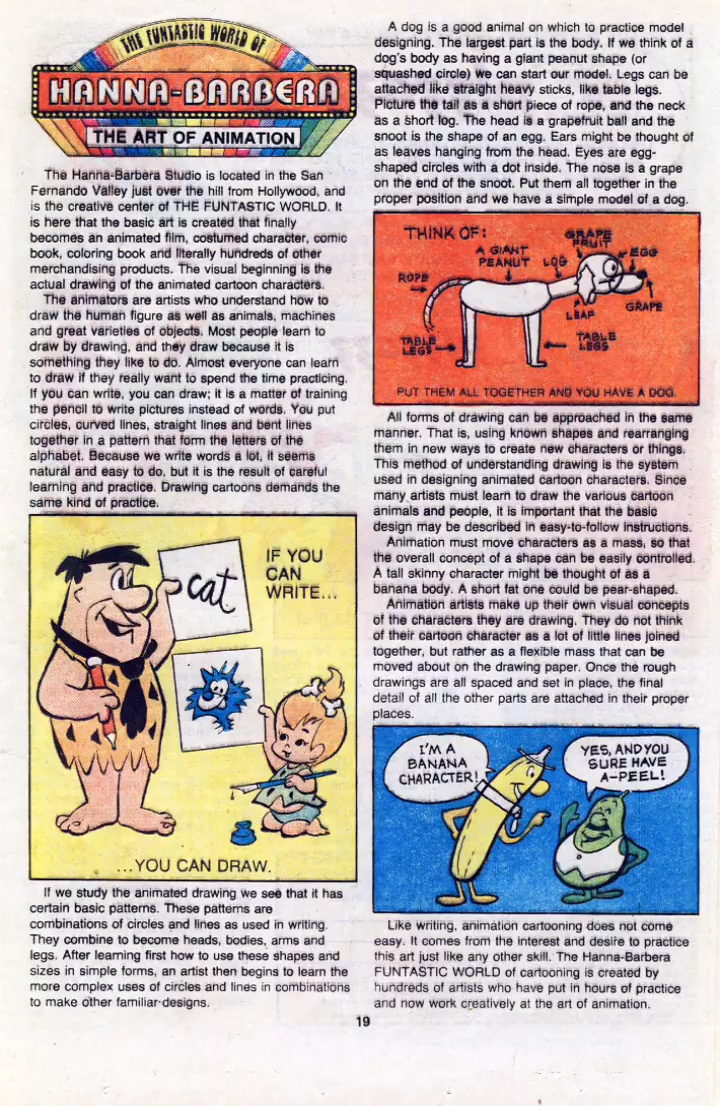 THE FUNTASTIC WORLD OF
HANNA-BARBERA
THE ART OF ANIMATION
The Hanna-Barbera Studio is located in the San
Fernando Valley just over the hill from Hollywood, and
is the creative center of THE FUNTASTIC WORLD. It
is here that the basic art is created that finally
becomes an animated film, costumed character, comic
book, coloring book and literally hundreds of other
merchandising products. The visual beginning is the
actual drawing of the animated cartoon characters.
The animators are artists who understand how to
draw the human figure as well as animals, machines
and great varieties of objects. Most people learn to
draw by drawing, and they draw because it is
something they like to do. Almost everyone can learn
to draw if they really want to spend the time practicing.
If you can write, you can draw; it is a matter of training
the pencil to write pictures instead of words. You put
circles, curved lines, straight lines and bent lines
together in a pattern that form the letters of the
alphabet. Because we write words a lot, it seems
natural and easy to do, but it is the result of careful
learning and practice. Drawing cartoons demands the
same kind of practice.
cat
IF YOU
CAN
WRITE...
...YOU CAN DRAW.
If we study the animated drawing we see that it has
certain basic patterns. These patterns are
combinations of circles and lines as used in writing.
They combine to become heads, bodies, arms and
legs. After learning first how to use these shapes and
sizes in simple forms, an artist then begins to learn the
more complex uses of circles and lines in combinations
to make other familiar designs.
A dog is a good animal on which to practice model
designing. The largest part is the body. If we think of a
dog's body as having a giant peanut shape (or
squashed circle) we can start our model. Legs can be
attached like straight heavy sticks, like table legs.
Picture the tail as a short piece of rope, and the neck
as a short log. The head is a grapefruit ball and the
snoot is the shape of an egg. Ears might be thought of
as leaves hanging from the head. Eyes are egg-
shaped circles with a dot inside. The nose is a grape
on the end of the snoot. Put them all together in the
proper position and we have a simple model of a dog.
THINK OF:
ROPE
A GIANT
PEANUT
LOG
GRAPE
FRUIT
EGG
GRAPE
LEAF
TABLE
LEGS
TABLE
LEGS
PUT THEM ALL TOGETHER AND YOU HAVE A DOG.
All forms of drawing can be approached in the same
manner. That is, using known shapes and rearranging
them in new ways to create new characters or things.
This method of understanding drawing is the system
used in designing animated cartoon characters. Since
many artists must learn to draw the various cartoon
animals and people, it is important that the basic
design may be described in easy-to-follow instructions.
Animation must move characters as a mass, so that
the overall concept of a shape can be easily controlled.
A tall skinny character might be thought of as a
banana body. A short fat one could be pear-shaped.
Animation artists make up their own visual concepts
of the characters they are drawing. They do not think
of their cartoon character as a lot of little lines joined
together, but rather as a flexible mass that can be
moved about on the drawing paper. Once the rough
drawings are all spaced and set in place, the final
detail of all the other parts are attached in their proper
places.
I'M A
BANANA
CHARACTER!
YES, AND YOU
SURE HAVE
A-PEEL!
Like writing, animation cartooning does not come
easy. It comes from the interest and desire to practice
this art just like any other skill. The Hanna-Barbera
FUNTASTIC WORLD of cartooning is created by
hundreds of artists who have put in hours of practice
and now work creatively at the art of animation.
19